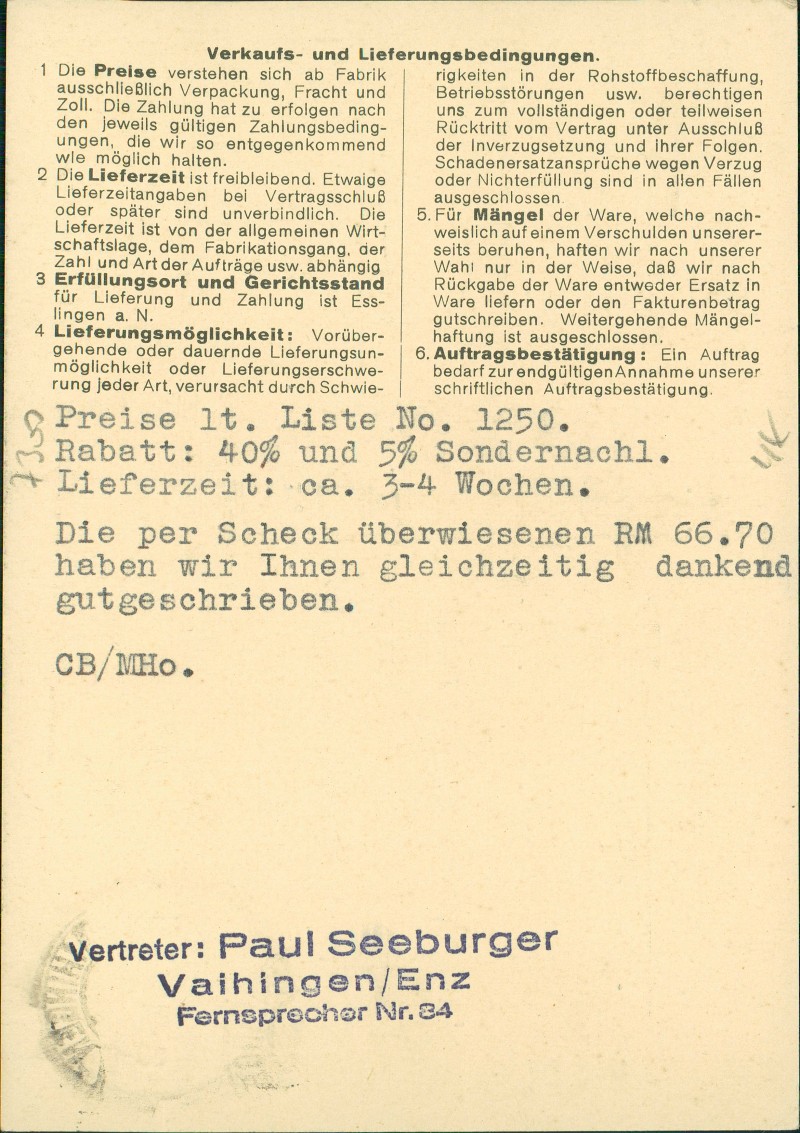 Verkaufs- und Lieferungsbedingungen.
1 Die Preise verstehen sich ab Fabrik
ausschließlich Verpackung, Fracht und
Zoll. Die Zahlung hat zu erfolgen nach
den jeweils gültigen Zahlungsbeding-
ungen, die wir so entgegenkommend
wie möglich halten.
2 Die Lieferzeit ist freibleibend. Etwaige
Lieferzeitangaben bei Vertragsschluß
oder später sind unverbindlich. Die
Lieferzeit ist von der allgemeinen Wirt-
schaftslage, dem Fabrikationsgang, der
Zahl und Art der Aufträge usw. abhängig
3 Erfüllungsort und Gerichtsstand
für Lieferung und Zahlung ist Ess-
lingen a. N.
4 Lieferungsmöglichkeit: Vorüber-
gehende oder dauernde Lieferungsun-
möglichkeit oder Lieferungserschwe-
rung jeder Art, verursacht durch Schwie-
rigkeiten in der Rohstoffbeschaffung,
Betriebsstörungen usw. berechtigen
uns zum vollständigen oder teilweisen
Rücktritt vom Vertrag unter Ausschluß
der Inverzugsetzung und ihrer Folgen.
Schadenersatzansprüche wegen Verzug
oder Nichterfüllung sind in allen Fällen
ausgeschlossen.
5. Für Mängel der Ware, welche nach-
weislich auf einem Verschulden unserer-
seits beruhen, haften wir nach unserer
Wahl nur in der Weise, daß wir nach
Rückgabe der Ware entweder Ersatz in
Ware liefern oder den Fakturenbetrag
gutschreiben. Weitergehende Mängel-
haftung ist ausgeschlossen.
6. Auftragsbestätigung: Ein Auftrag
bedarf zur endgültigen Annahme unserer
schriftlichen Auftragsbestätigung.
Preise lt. Liste No. 1250.
Rabatt: 40% und 5% Sondernachl.
Lieferzeit: ca. 3-4 Wochen.
Die per Scheck überwiesenen RM 66.70
haben wir Ihnen gleichzeitig dankend
gutgeschrieben.
CB/MHo.
Vertreter: Paul Seeburger
Vaihingen/Enz
Fernsprecher Nr. 84